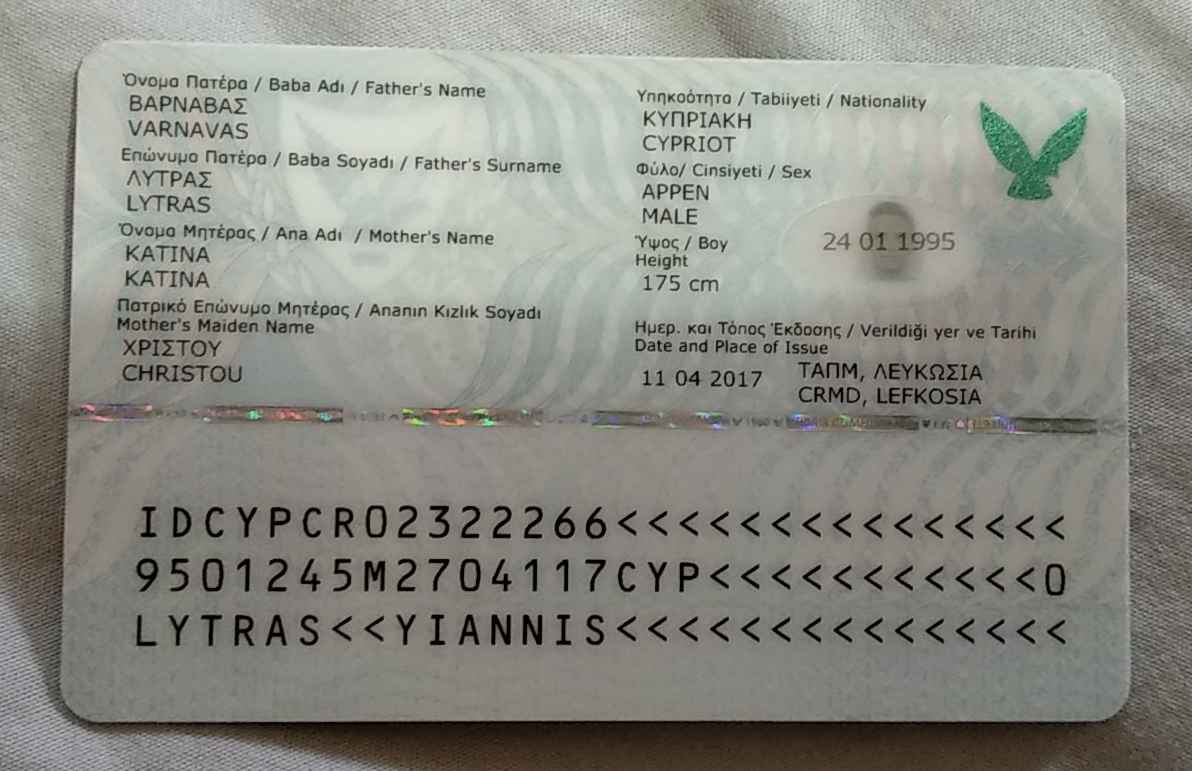 Όνομα Πατέρα / Baba Adı / Father's Name
ΒΑΡΝΑΒΑΣ
VARNAVAS
Επώνυμο Πατέρα / Baba Soyadı / Father's Surname
ΛΥΤΡΑΣ
LYTRAS
Όνομα Μητέρας / Ana Adı / Mother's Name
ΚΑΤΙΝΑ
KATINA
Πατρικό Επώνυμο Μητέρας / Ananın Kızlık Soyadı
Mother's Maiden Name
ΧΡΙΣΤΟΥ
CHRISTOU
Υπηκοότητα / Tabiiyeti / Nationality
ΚΥΠΡΙΑΚΗ
CYPRIOT
Φύλο/ Cinsiyeti / Sex
ΑΡΡΕΝ
MALE
Ύψος / Boy
Height
175 cm
24 01 1995
Ημερ. και Τόπος Έκδοσης / Verildiği yer ve Tarihi
Date and Place of Issue
11 04 2017 ΤΑΠΜ, ΛΕΥΚΩΣΙΑ
CRMD, LEFKOSIA
IDCYPCR02322266<<<<<<<<<<<<<<<
9501245M2704117CYP<<<<<<<<<<<0
LYTRAS<<YIANNIS<<<<<<<<<<<<<<<